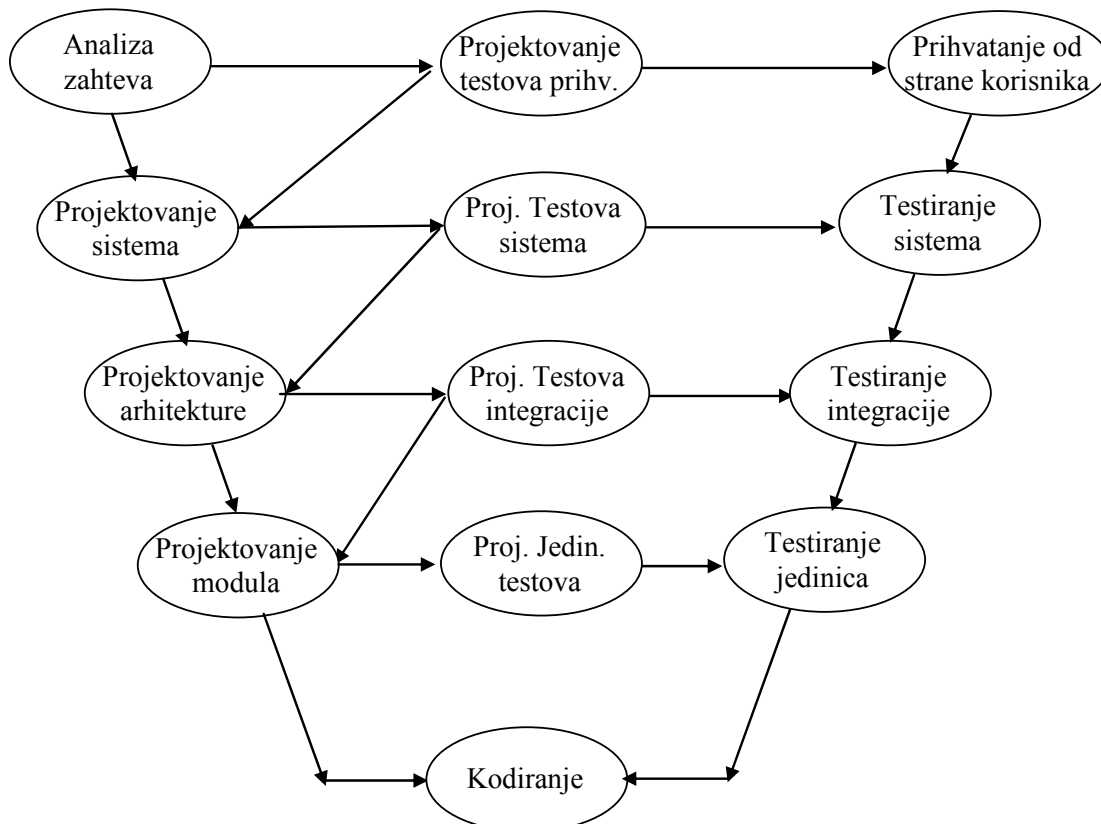 Analiza
zahteva
Projektovanje
testova prihv.
Prihvatanje od
strane korisnika
Projektovanje
sistema
Proj. Testova
sistema
Testiranje
sistema
Projektovanje
arhitekture
Proj. Testova
integracije
Testiranje
integracije
Projektovanje
modula
Proj. Jedin.
testova
Testiranje
jedinica
Kodiranje